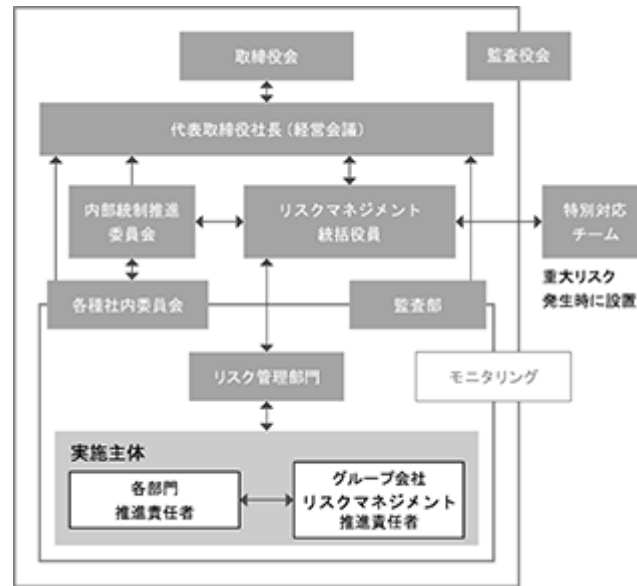 取締役会
監査役会
代表取締役社長（経営会議）
内部統制推進
委員会
リスクマネジメント
統括役員
特別対応
チーム
重大リスク
発生時に設置
各種社内委員会
監査部
リスク管理部門
モニタリング
実施主体
各部門
推進責任者
グループ会社
リスクマネジメント
推進責任者